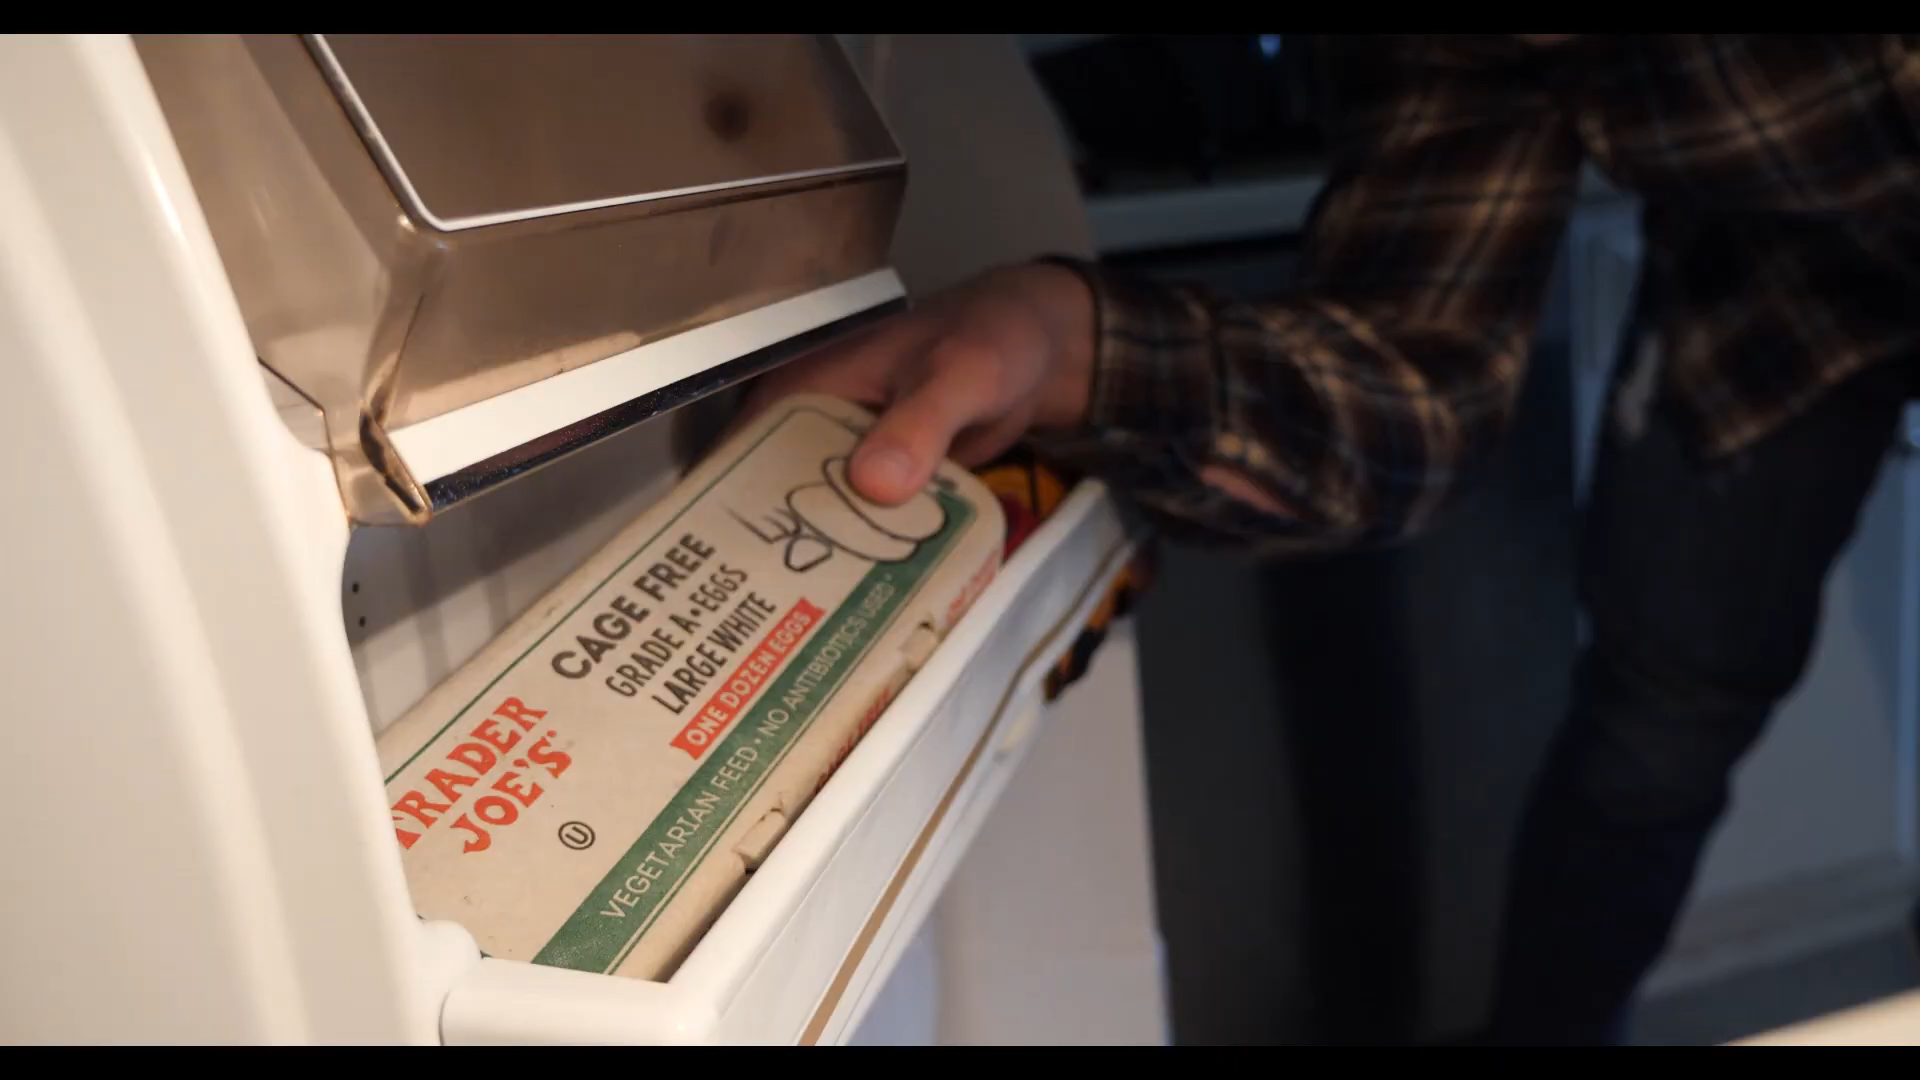 TRADER
JOE'S
CAGE FREE
GRADE A • EGGS
LARGE WHITE
ONE DOZEN EGGS
VEGETARIAN FEED • NO ANTIBIOTICS USED*
U